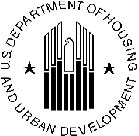 U.S. DEPARTMENT OF HOUSING
AND URBAN DEVELOPMENT